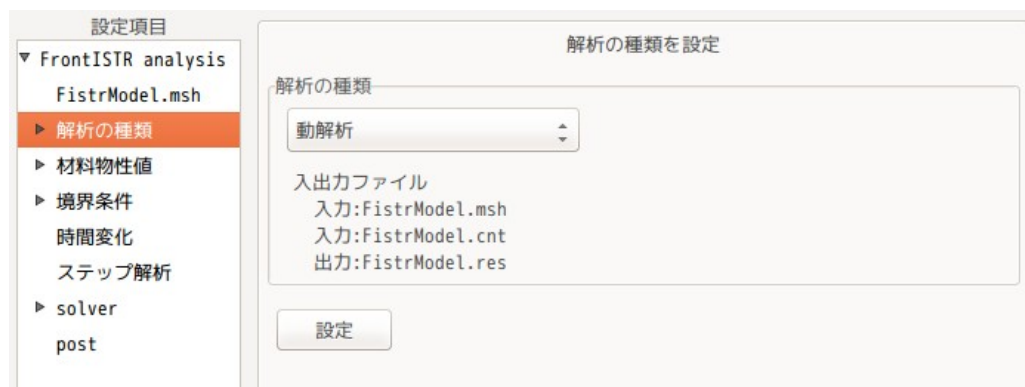 設定項目
FrontISTR analysis
FistrModel.msh
解析の種類
材料物性値
境界条件
時間変化
ステップ解析
solver
post
解析の種類を設定
解析の種類
動解析
入出力ファイル
入力:FistrModel.msh
入力:FistrModel.cnt
出力:FistrModel.res
設定